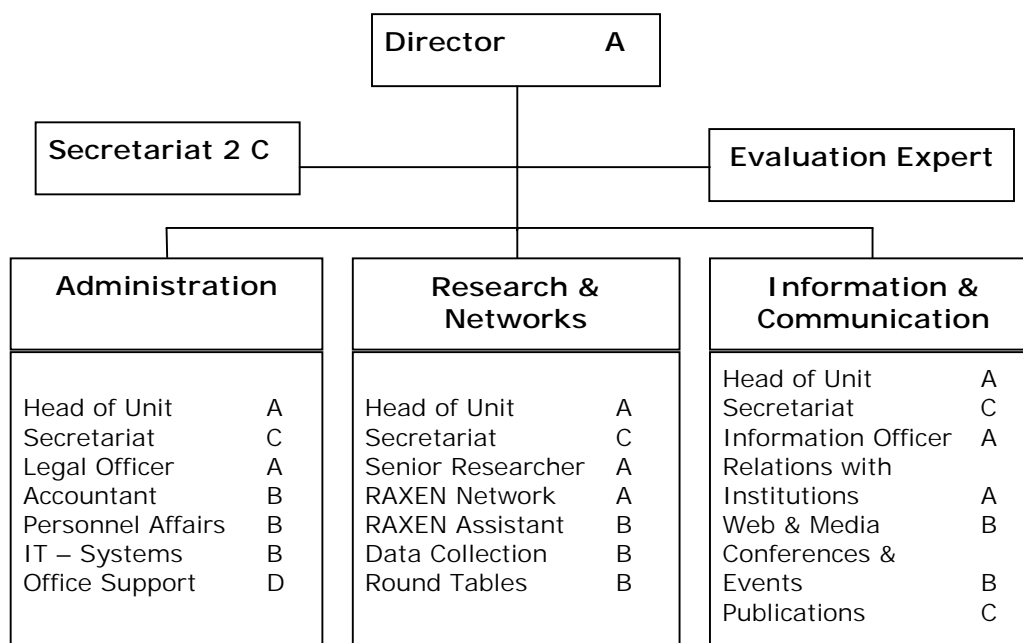 Director A
Secretariat 2 C
Evaluation Expert
Administration
Head of Unit A
Secretariat C
Legal Officer A
Accountant B
Personnel Affairs B
IT – Systems B
Office Support D
Research &
Networks
Head of Unit A
Secretariat C
Senior Researcher A
RAXEN Network A
RAXEN Assistant B
Data Collection B
Round Tables B
Information &
Communication
Head of Unit A
Secretariat C
Information Officer A
Relations with
Institutions A
Web & Media B
Conferences &
Events B
Publications C